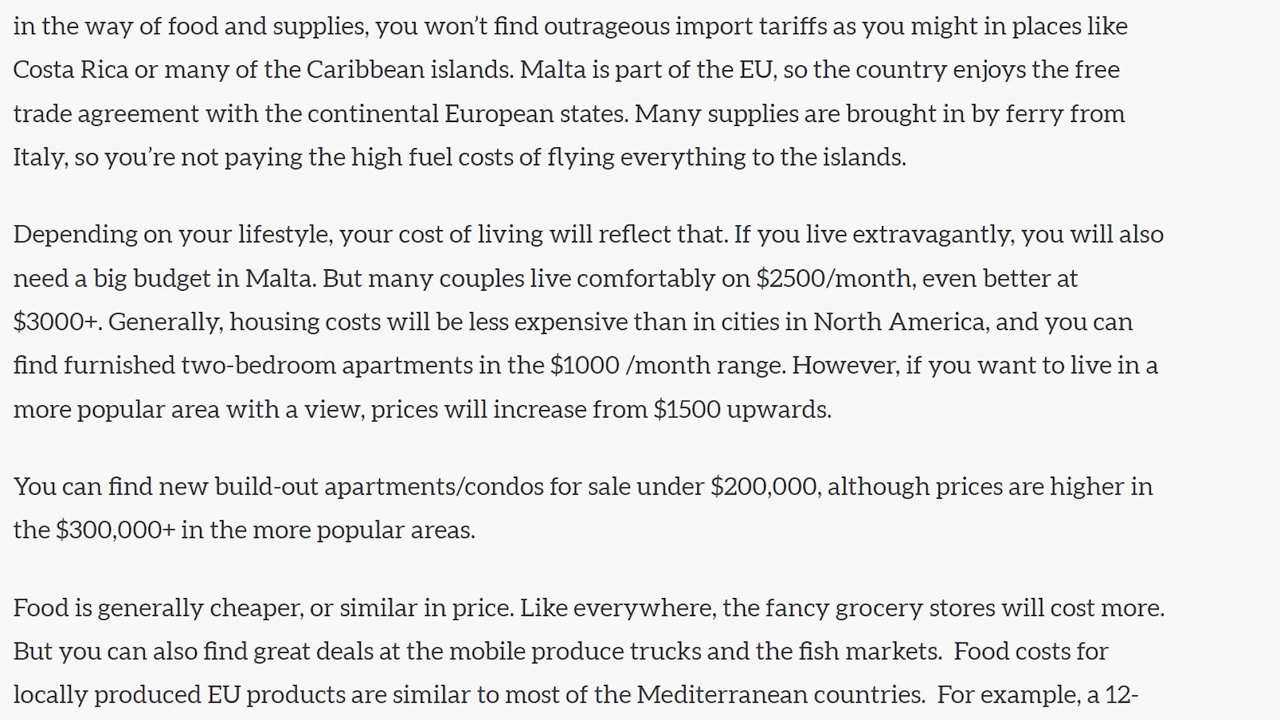 in the way of food and supplies, you won’t find outrageous import tariffs as you might in places like
Costa Rica or many of the Caribbean islands. Malta is part of the EU, so the country enjoys the free
trade agreement with the continental European states. Many supplies are brought in by ferry from
Italy, so you’re not paying the high fuel costs of flying everything to the islands.
Depending on your lifestyle, your cost of living will reflect that. If you live extravagantly, you will also
need a big budget in Malta. But many couples live comfortably on $2500/month, even better at
$3000+. Generally, housing costs will be less expensive than in cities in North America, and you can
find furnished two-bedroom apartments in the $1000 /month range. However, if you want to live in a
more popular area with a view, prices will increase from $1500 upwards.
You can find new build-out apartments/condos for sale under $200,000, although prices are higher in
the $300,000+ in the more popular areas.
Food is generally cheaper, or similar in price. Like everywhere, the fancy grocery stores will cost more.
But you can also find great deals at the mobile produce trucks and the fish markets.  Food costs for
locally produced EU products are similar to most of the Mediterranean countries.  For example, a 12-